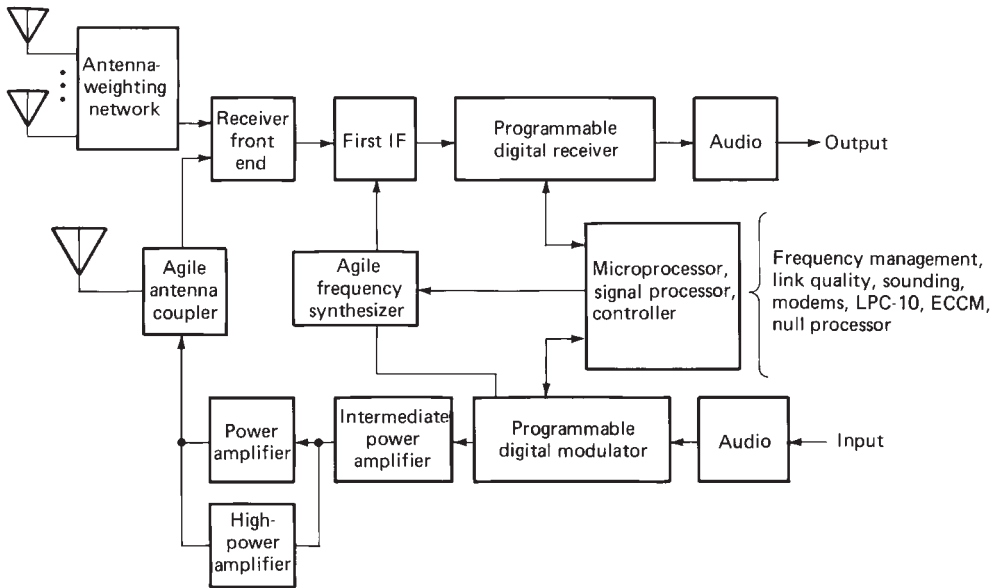 Antenna-
weighting
network
Receiver
front
end
First IF
Programmable
digital receiver
Audio
Output
Agile
antenna
coupler
Agile
frequency
synthesizer
Microprocessor,
signal processor,
controller
Frequency management,
link quality, sounding,
modems, LPC-10, ECCM,
null processor
Power
amplifier
Intermediate
power
amplifier
Programmable
digital modulator
Audio
Input
High-
power
amplifier